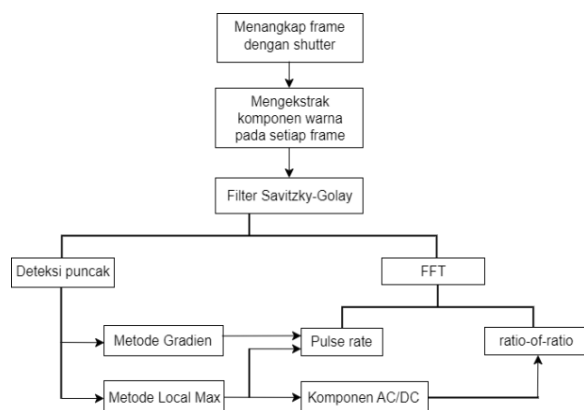 Menangkap frame
dengan shutter
Mengekstrak
komponen warna
pada setiap frame
Filter Savitzky-Golay
Deteksi puncak
FFT
Metode Gradien
Pulse rate
ratio-of-ratio
Metode Local Max
Komponen AC/DC